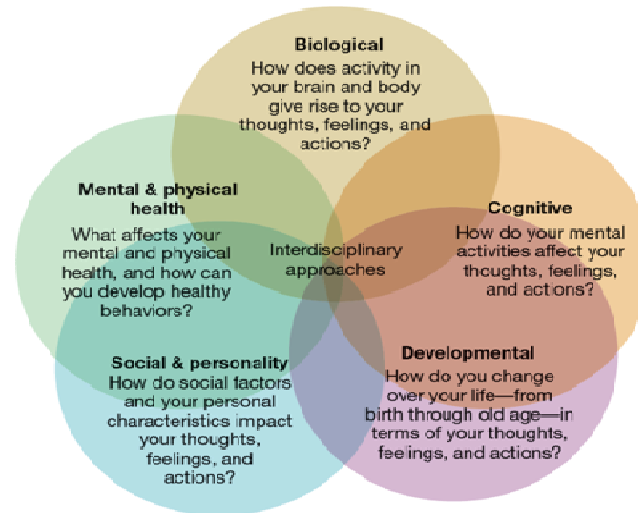 Biological
How does activity in
your brain and body
give rise to your
thoughts, feelings, and
actions?
Mental & physical
health
What affects your
mental and physical
health, and how can
you develop healthy
behaviors?
Interdisciplinary
approaches
Cognitive
How do your mental
activities affect your
thoughts, feelings,
and actions?
Social & personality
How do social factors
and your personal
characteristics impact
your thoughts,
feelings, and
actions?
Developmental
How do you change
over your life—from
birth through old age—in
terms of your thoughts,
feelings, and actions?